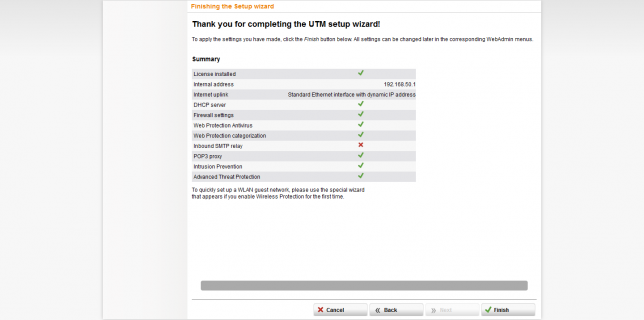 Finishing the Setup wizard
Thank you for completing the UTM setup wizard!
To apply the settings you have made, click the Finish button below. All settings can be changed later in the corresponding WebAdmin menus.
Summary
License installed
Internal address 192.168.50.1
Internet uplink Standard Ethernet interface with dynamic IP address
DHCP server
Firewall settings
Web Protection Antivirus
Web Protection categorization
Inbound SMTP relay
POP3 proxy
Intrusion Prevention
Advanced Threat Protection
To quickly set up a WLAN guest network, please use the special wizard
that appears if you enable Wireless Protection for the first time.
Cancel Back Next Finish